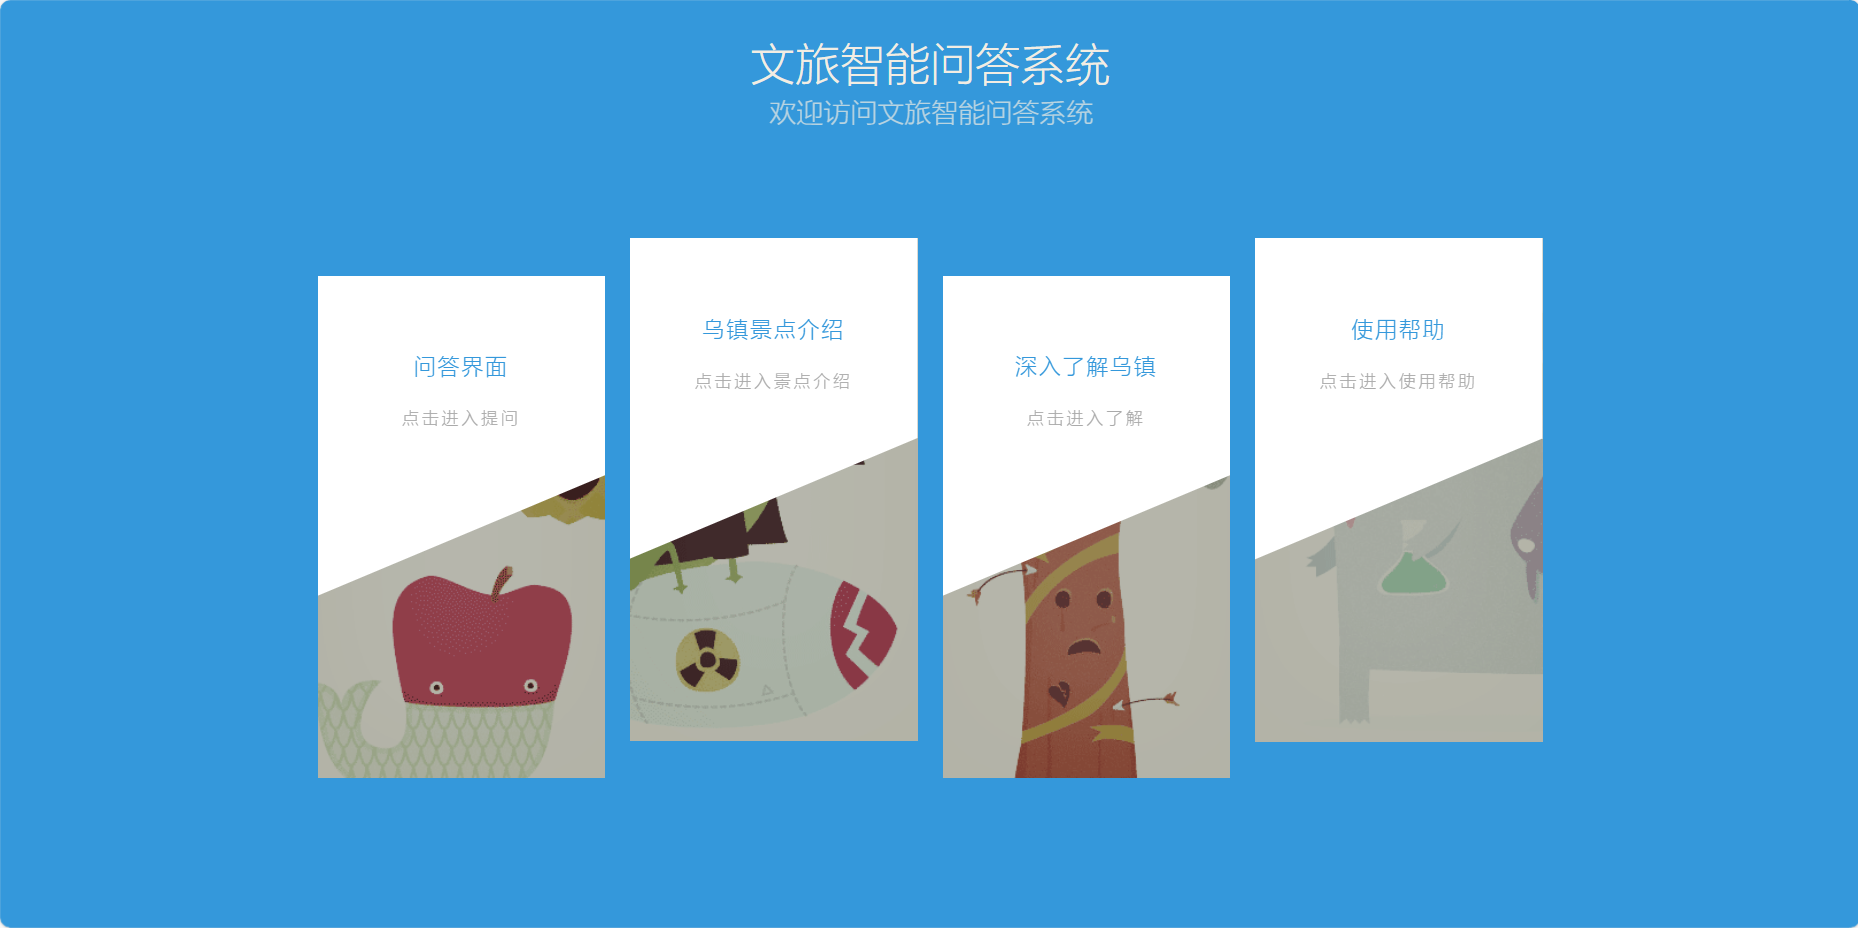 文旅智能问答系统
欢迎访问文旅智能问答系统
问答界面
点击进入提问
乌镇景点介绍
点击进入景点介绍
深入了解乌镇
点击进入了解
使用帮助
点击进入使用帮助